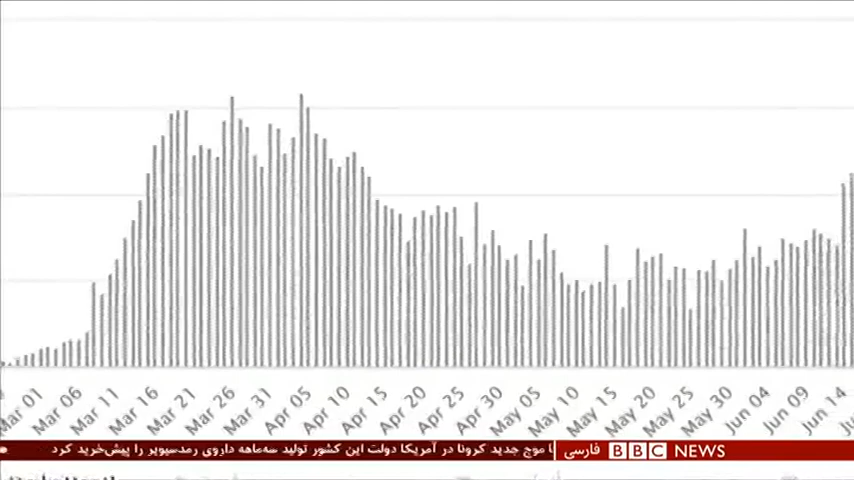 Mar 01
Mar 06
Mar 11
Mar 16
Mar 21
Mar 26
Mar 31
Apr 05
Apr 10
Apr 15
Apr 20
Apr 25
Apr 30
May 05
May 10
May 15
May 20
May 25
May 30
Jun 04
Jun 09
Jun 14
با موج جدید کرونا در آمریکا دولت این کشور تولید سه‌ماهه داروی رمدسیویر را پیش‌خرید کرد
فارسی BBC NEWS